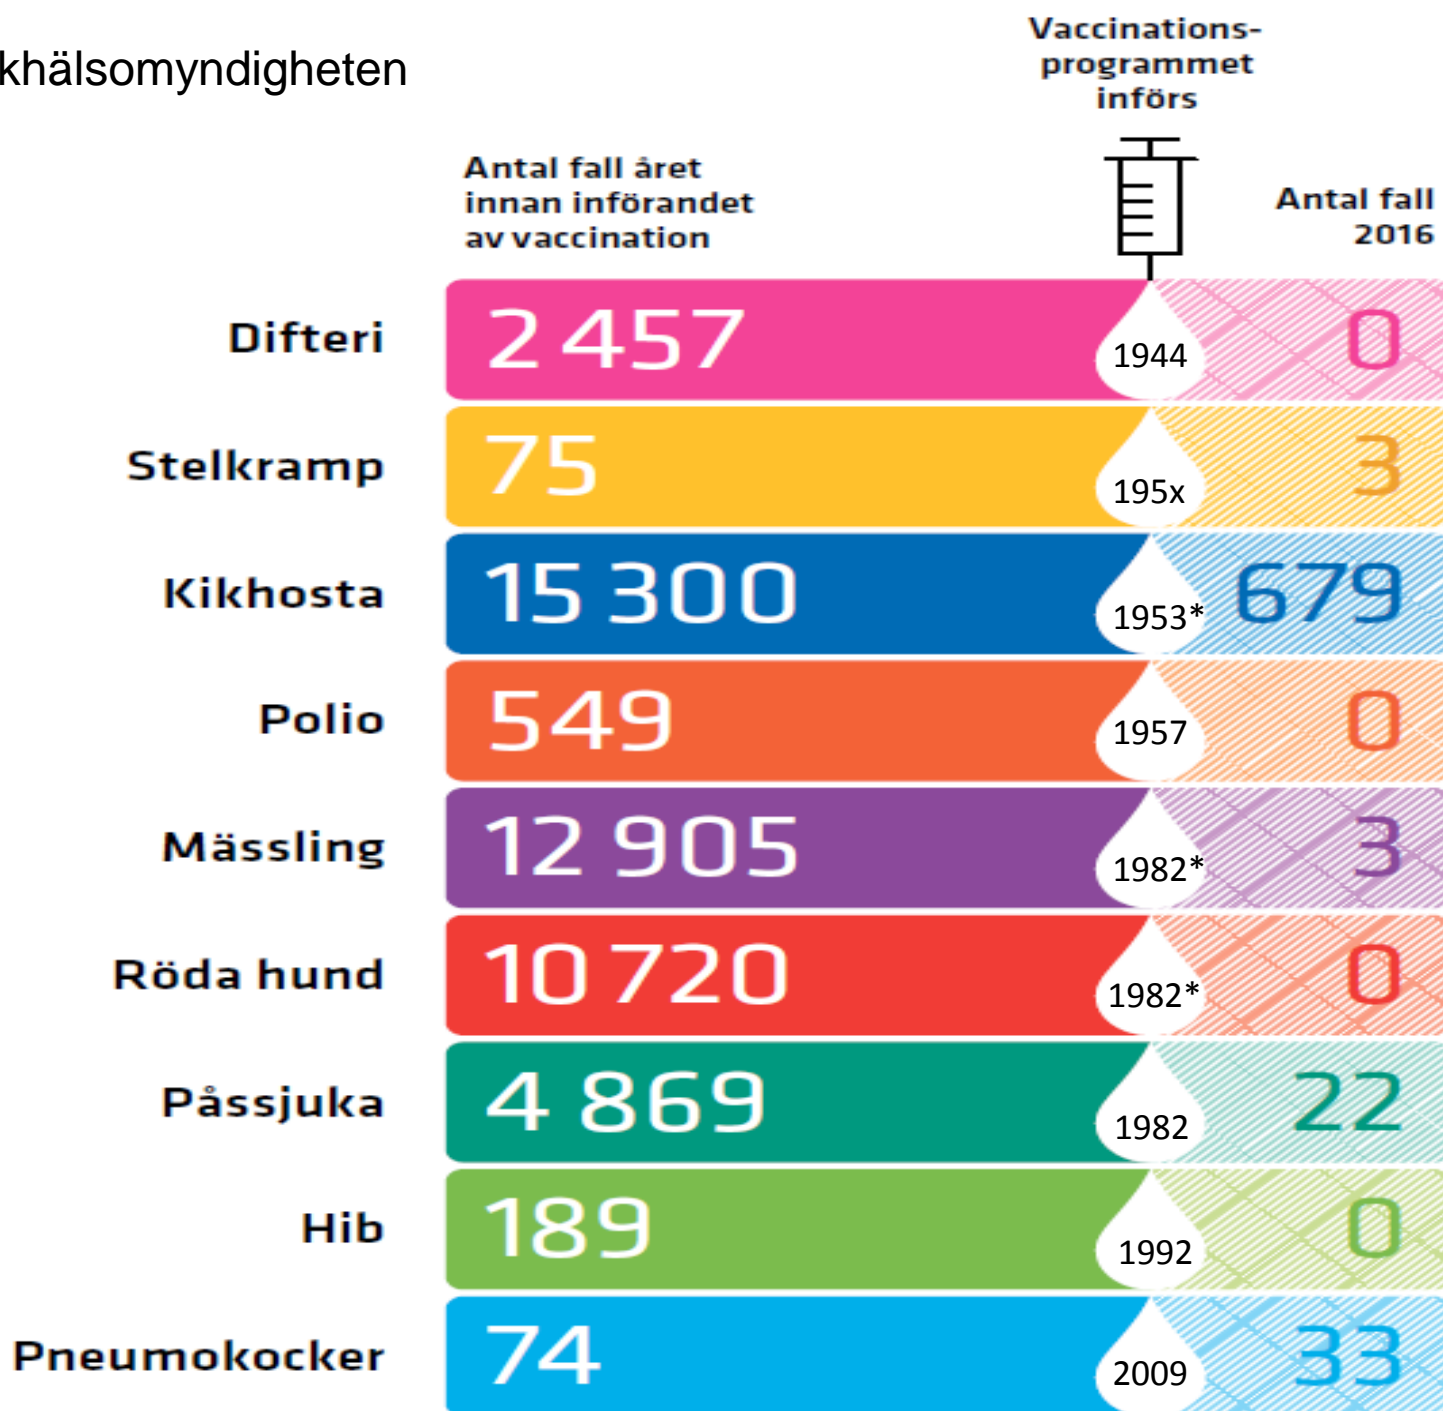 khälsomyndigheten
Vaccinations-
programmet
införs
Antal fall året
innan införandet
av vaccination
Antal fall
2016
Difteri 2 457 1944 0
Stelkramp 75 195x 3
Kikhosta 15 300 1953* 679
Polio 549 1957 0
Mässling 12 905 1982* 3
Röda hund 10 720 1982* 0
Påssjuka 4 869 1982 22
Hib 189 1992 0
Pneumokocker 74 2009 33